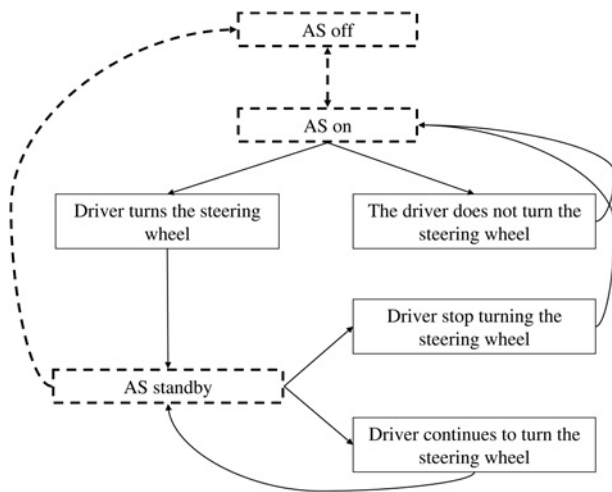 AS off
AS on
Driver turns the steering
wheel
The driver does not turn the
steering wheel
Driver stop turning the
steering wheel
AS standby
Driver continues to turn the
steering wheel